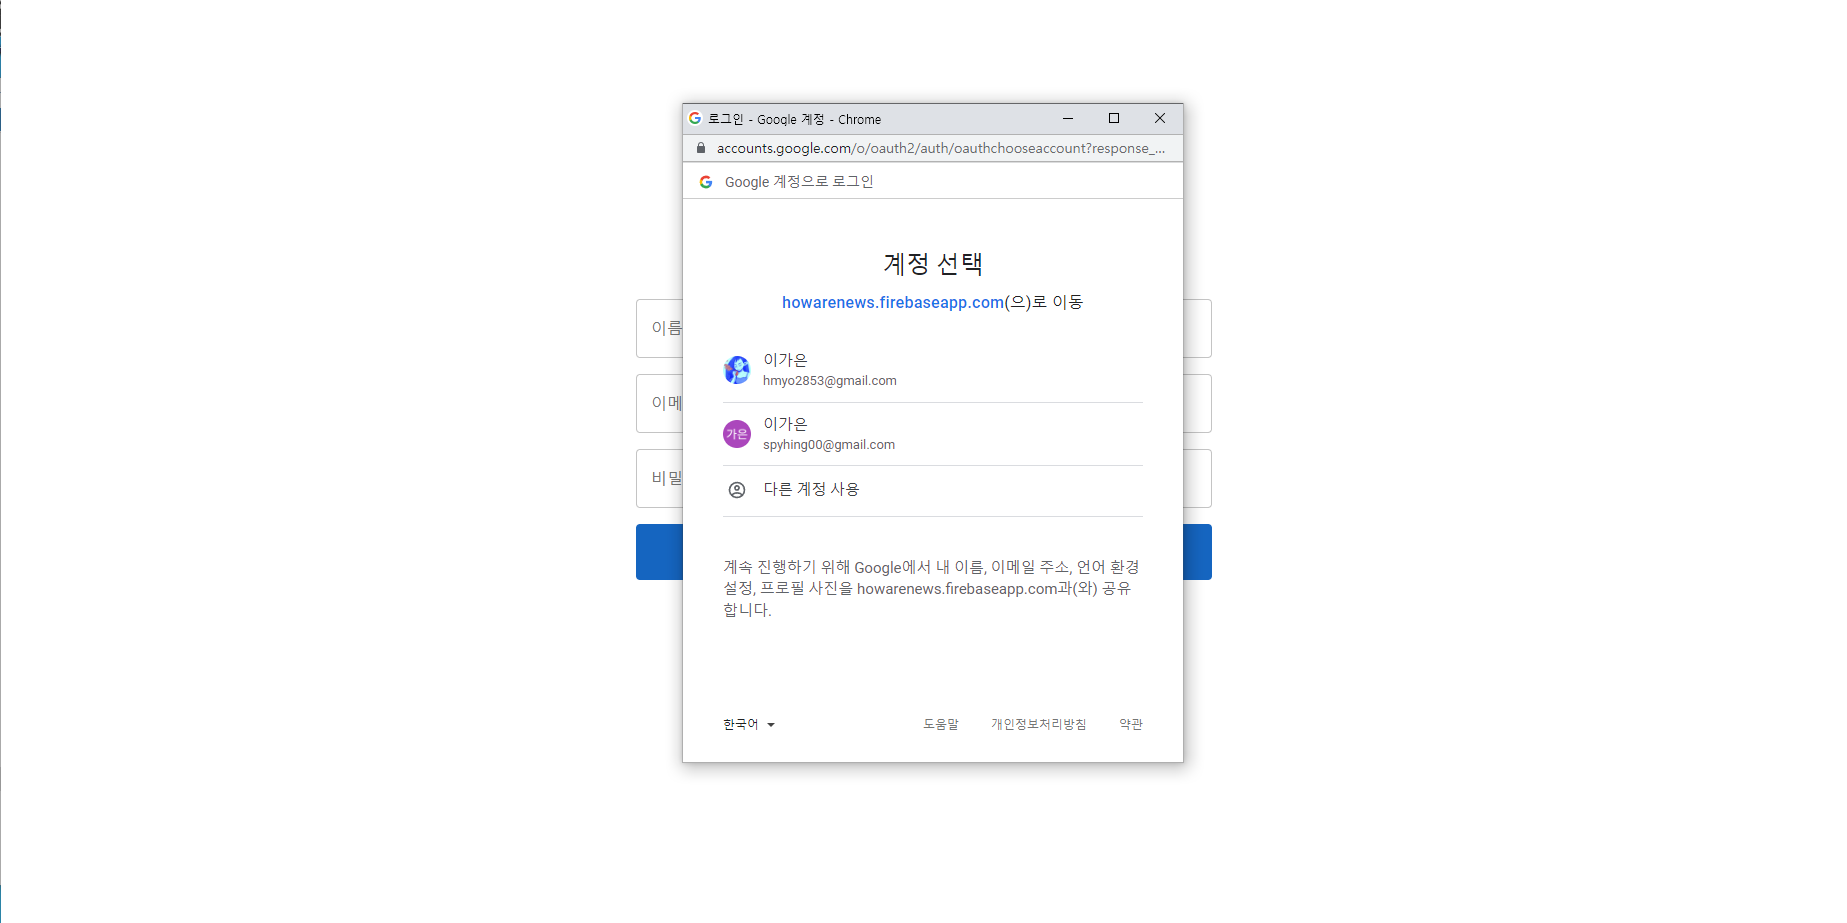 로그인 - Google 계정 - Chrome
accounts.google.com/o/oauth2/auth/oauthchooseaccount?response_...
Google 계정으로 로그인
계정 선택
howarenews.firebaseapp.com(으)로 이동
이름
이메
비밀
이가은
hmyo2853@gmail.com
가은
이가은
spyhing00@gmail.com
다른 계정 사용
계속 진행하기 위해 Google에서 내 이름, 이메일 주소, 언어 환경
설정, 프로필 사진을 howarenews.firebaseapp.com과(와) 공유
합니다.
한국어
도움말 개인정보처리방침 약관